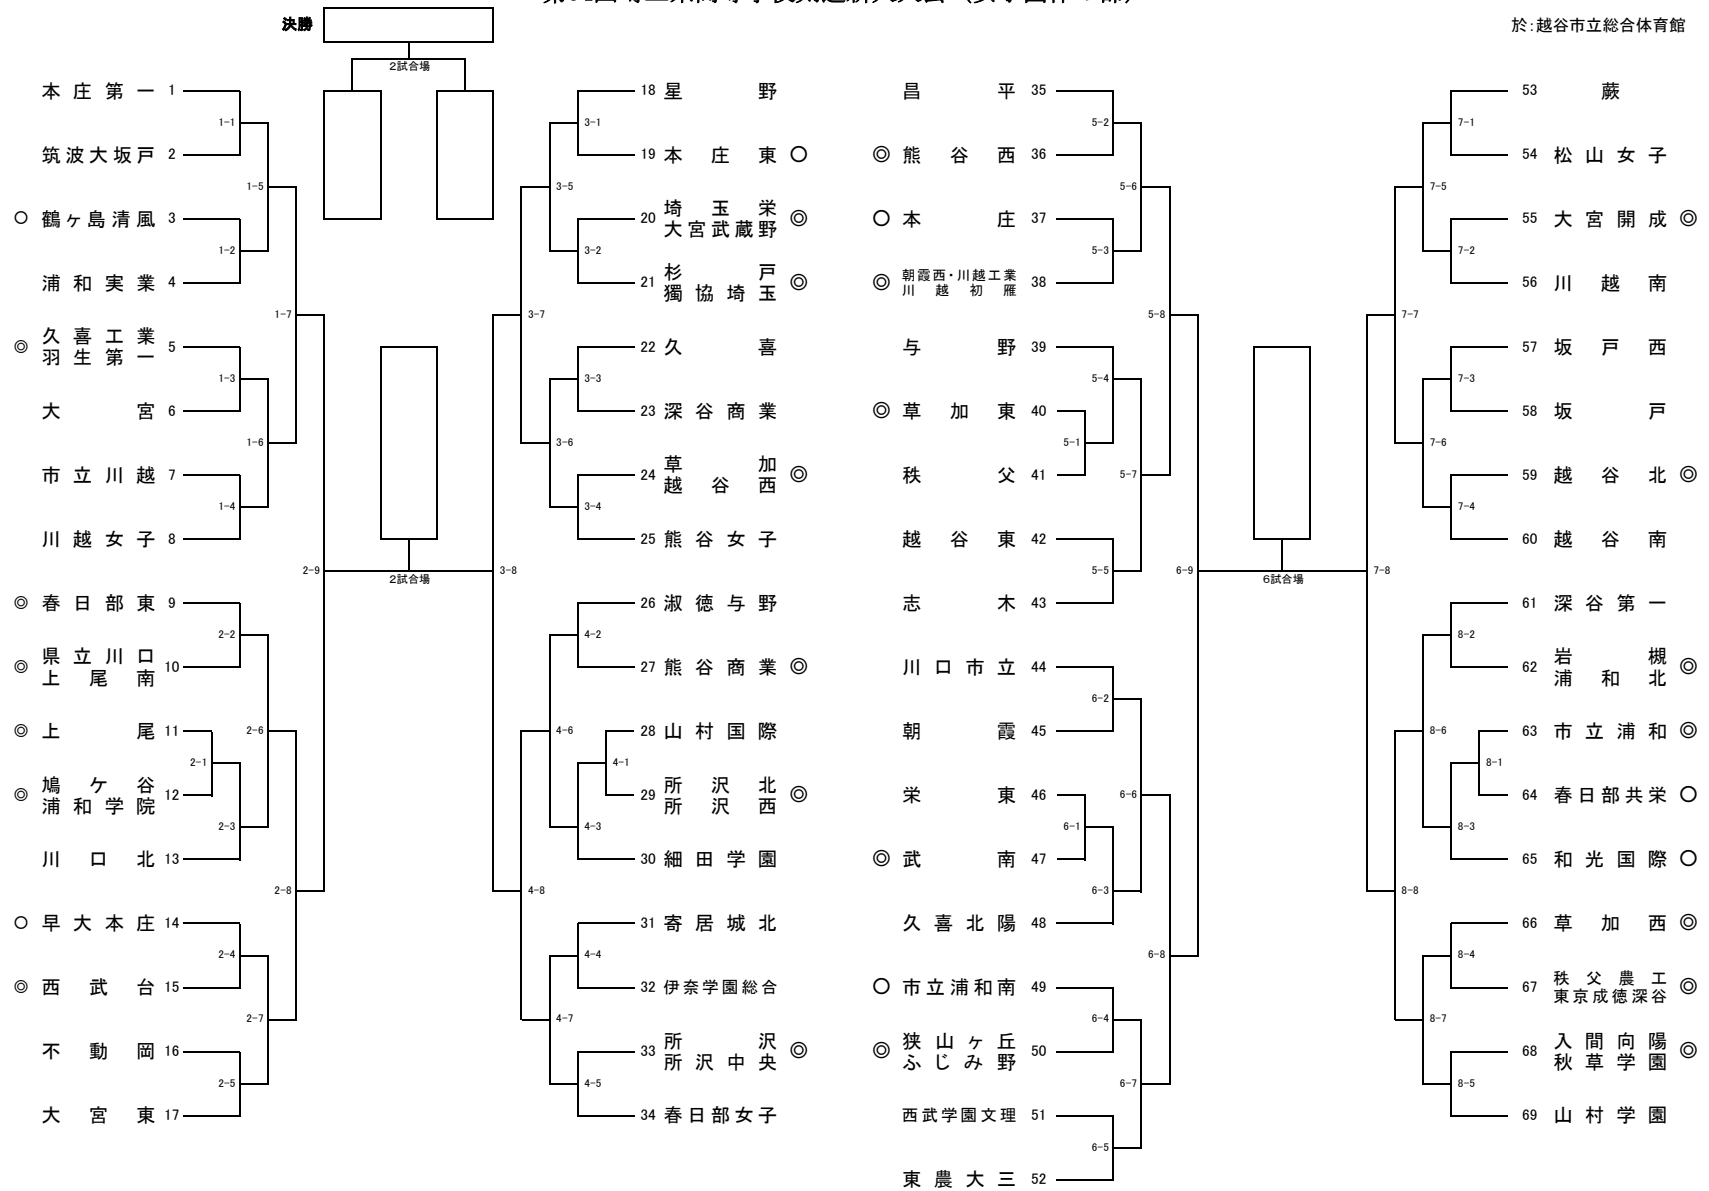 決勝
於:越谷市立総合体育館
2試合場
本庄第一 1
1-1
筑波大坂戸 2
1-5
○ 鶴ヶ島清風 3
1-2
浦和実業 4
1-7
◎ 久喜工業
羽生第一 5
1-3
大宮 6
1-6
市立川越 7
1-4
川越女子 8
2-9
2試合場
◎ 春日部東 9
2-2
◎ 県立川口
上尾南 10
◎ 上尾 11
2-6
2-1
◎ 鳩ケ谷
浦和学院 12
2-3
川口北 13
2-8
○ 早大本庄 14
2-4
◎ 西武台 15
2-7
不動岡 16
2-5
大宮東 17
18 星野
3-1
19 本庄東 ○
3-5
20 埼玉栄
大宮武蔵野 ◎
3-2
21 杉戸
獨協埼玉 ◎
3-7
22 久喜
3-3
23 深谷商業
3-6
24 草加
越谷西 ◎
3-4
25 熊谷女子
3-8
26 淑徳与野
4-2
27 熊谷商業 ◎
28 山村国際
4-6
4-1
29 所沢北
所沢西 ◎
4-3
30 細田学園
4-8
31 寄居城北
4-4
32 伊奈学園総合
4-7
33 所沢
所沢中央 ◎
4-5
34 春日部女子
昌平 35
5-2
◎ 熊谷西 36
5-6
○ 本庄 37
5-3
◎ 朝霞西・川越工業
川越初雁 38
5-8
与野 39
5-4
◎ 草加東 40
5-1
秩父 41
5-7
越谷東 42
5-5
6-9
6試合場
志木 43
川口市立 44
6-2
朝霞 45
栄東 46
6-6
6-1
◎ 武南 47
6-3
久喜北陽 48
6-8
○ 市立浦和南 49
6-4
◎ 狭山ヶ丘
ふじみ野 50
6-7
西武学園文理 51
6-5
東農大三 52
53 蕨
7-1
54 松山女子
7-5
55 大宮開成 ◎
7-2
56 川越南
7-7
57 坂戸西
7-3
58 坂戸
7-6
59 越谷北 ◎
7-4
60 越谷南
7-8
61 深谷第一
8-2
62 岩槻
浦和北 ◎
63 市立浦和 ◎
8-6
8-1
64 春日部共栄 ○
8-3
65 和光国際 ○
8-8
66 草加西 ◎
8-4
67 秩父農工
東京成徳深谷 ◎
8-7
68 入間向陽
秋草学園 ◎
8-5
69 山村学園